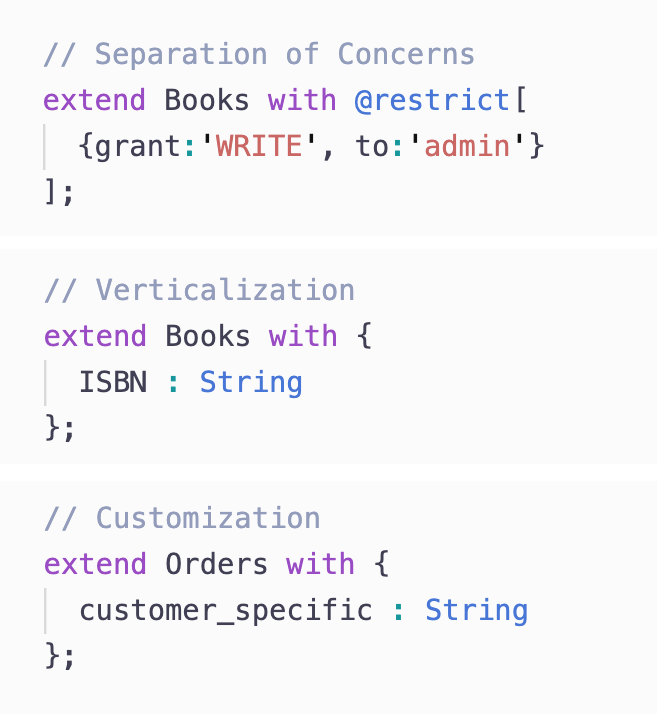 // Separation of Concerns
extend Books with @restrict[
{grant:'WRITE', to:'admin'}
];
// Verticalization
extend Books with {
ISBN : String
};
// Customization
extend Orders with {
customer_specific : String
};